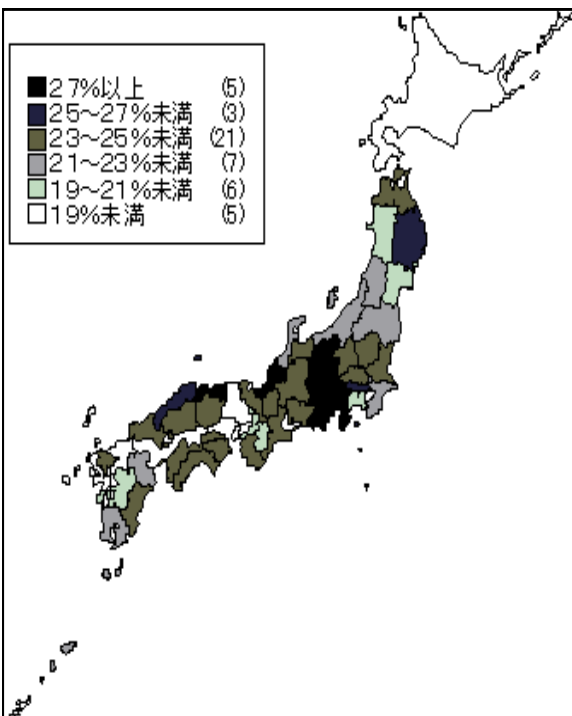 27%以上 (5)
25~27%未満 (3)
23~25%未満 (21)
21~23%未満 (7)
19~21%未満 (6)
19%未満 (5)